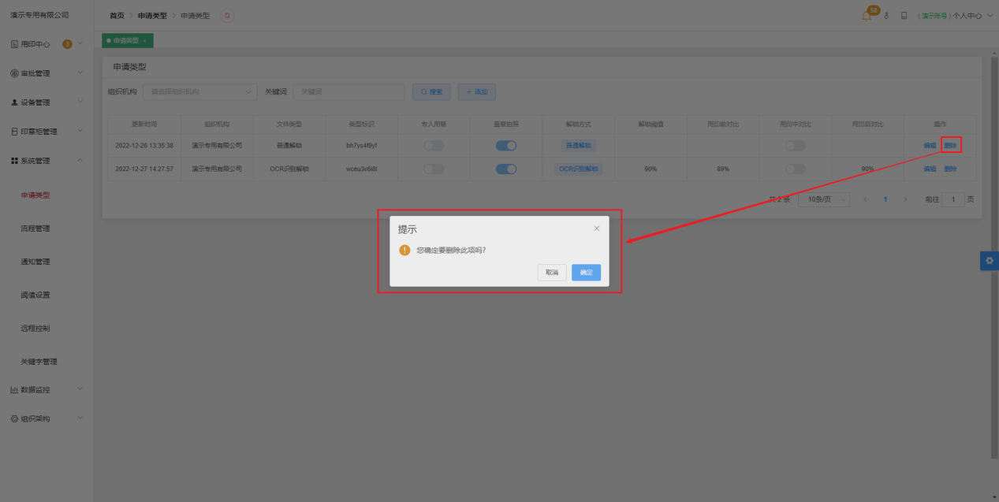 演示专用有限公司
首页 > 申请类型 > 申请类型
58
(演示账号) 个人中心
用印中心 3
审批管理
设备管理
印章柜管理
系统管理
申请类型
流程管理
通知管理
阈值设置
远程控制
关键字管理
数据监控
组织架构
申请类型 ×
申请类型
组织机构 请选择组织机构 关键词 关键词 搜索 + 添加
更新时间 组织机构 文件类型 类型标识 专人用章 盖章拍照 解锁方式 解锁阈值 用印前对比 用印中对比 用印后对比 操作
2022-12-26 13:35:38 演示专用有限公司 普通解锁 bh7ys4f9yf 普通解锁 编辑 删除
2022-12-27 14:27:57 演示专用有限公司 OCR识别解锁 wceu3v6i8l OCR识别解锁 90% 89% 90% 编辑 删除
共 2 条 10条/页 < 1 > 前往 1 页
提示 ×
您确定要删除此项吗?
取消 确定